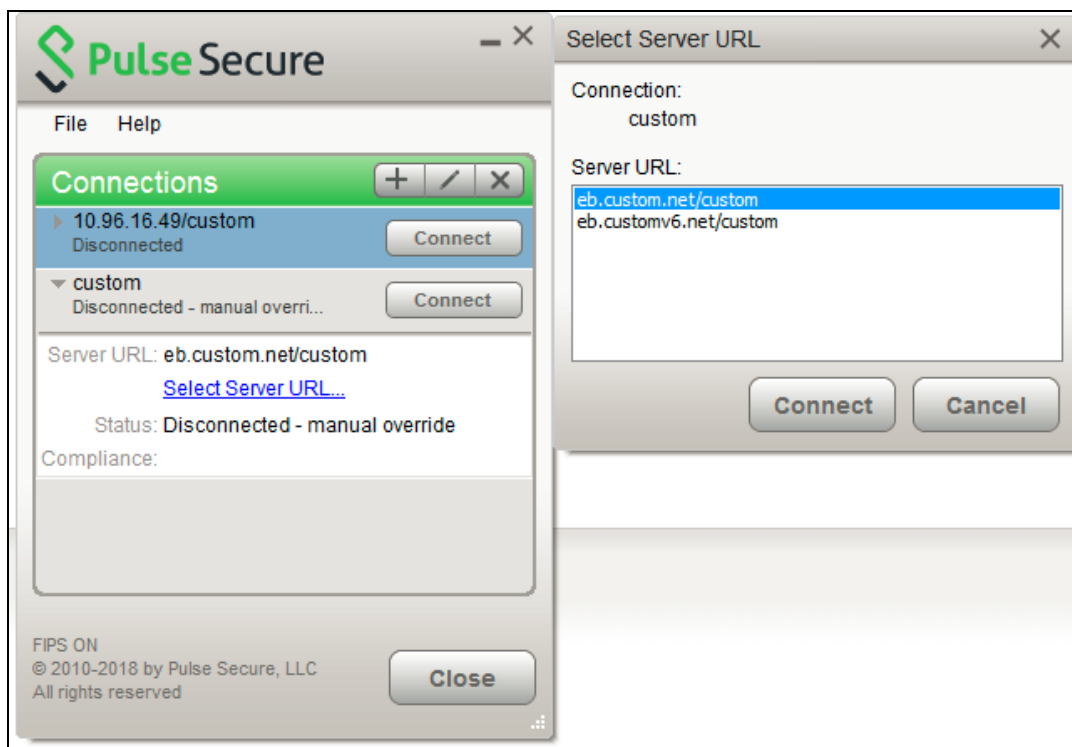 Pulse Secure
File Help
Connections
10.96.16.49/custom
Disconnected
Connect
custom
Disconnected - manual overri...
Connect
Server URL: eb.custom.net/custom
Select Server URL...
Status: Disconnected - manual override
Compliance:
FIPS ON
© 2010-2018 by Pulse Secure, LLC
All rights reserved
Close
Select Server URL
Connection:
custom
Server URL:
eb.custom.net/custom
eb.customv6.net/custom
Connect Cancel